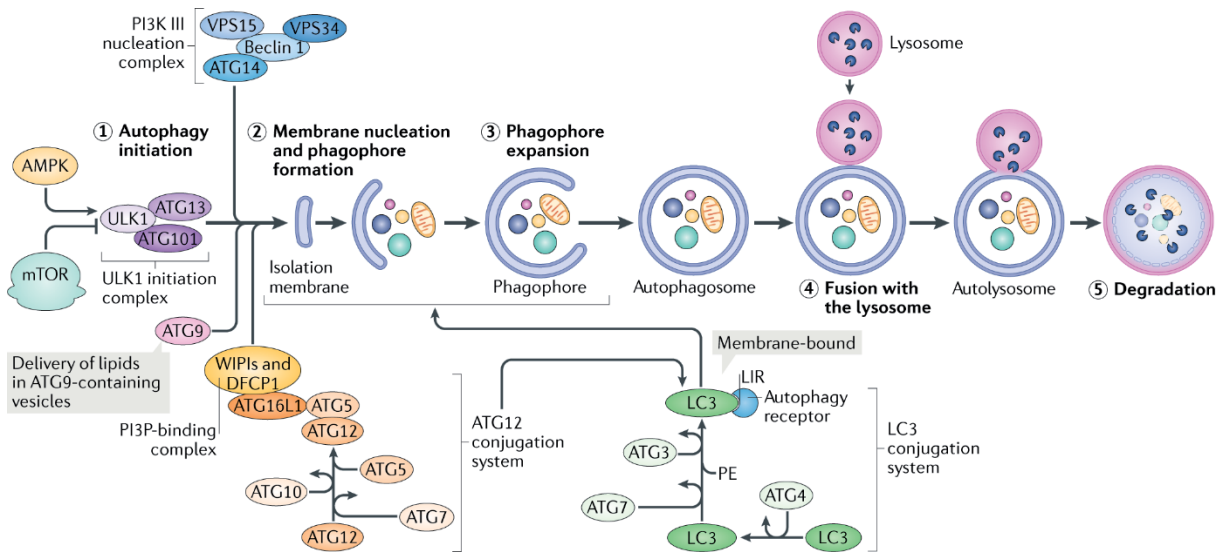 PI3K III
nucleation
complex
VPS15
VPS34
Beclin 1
ATG14
Lysosome
① Autophagy
initiation
② Membrane nucleation
and phagophore
formation
③ Phagophore
expansion
AMPK
ULK1
ATG13
ATG101
mTOR
ULK1 initiation
complex
Isolation
membrane
Phagophore
Autophagosome
④ Fusion with
the lysosome
Autolysosome
⑤ Degradation
ATG9
Delivery of lipids
in ATG9-containing
vesicles
WIPIs and
DFCP1
ATG16L1
ATG5
ATG12
PI3P-binding
complex
ATG5
ATG10
ATG7
ATG12
ATG12
conjugation
system
Membrane-bound
LIR
LC3
Autophagy
receptor
ATG3
PE
ATG7
ATG4
LC3
LC3
LC3
conjugation
system